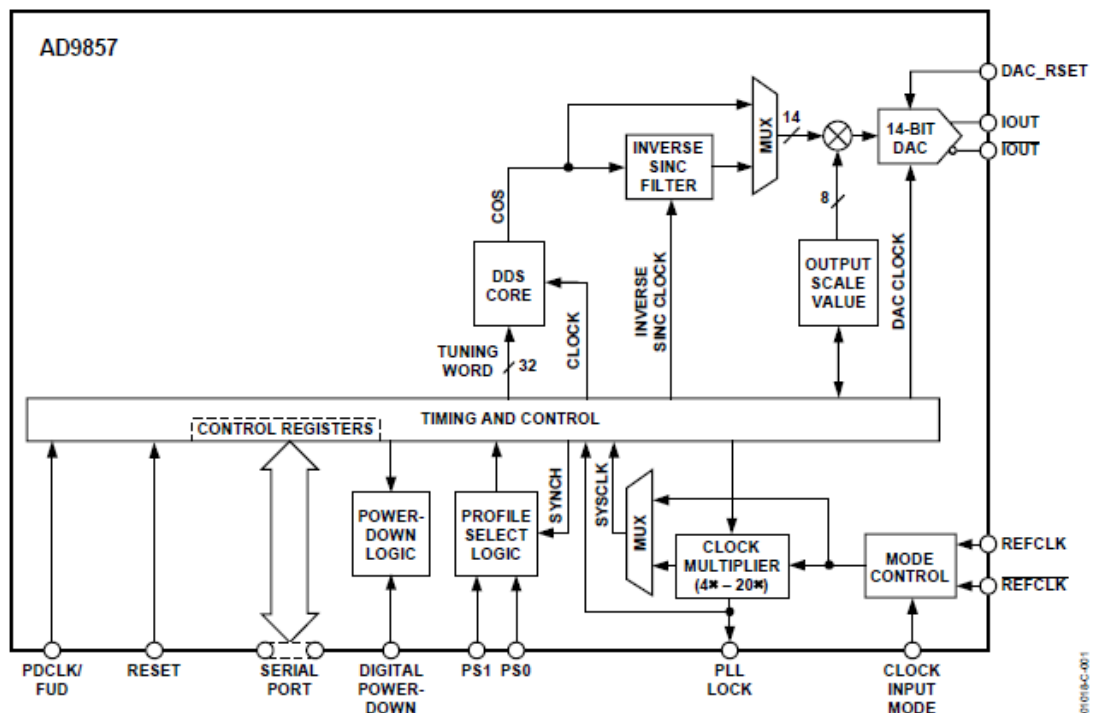 AD9857
DAC_RSET
IOUT
IOUT
14-BIT
DAC
14
MUX
INVERSE
SINC
FILTER
8
COS
DDS
CORE
OUTPUT
SCALE
VALUE
DAC CLOCK
INVERSE
SINC CLOCK
CLOCK
TUNING
WORD
32
TIMING AND CONTROL
CONTROL REGISTERS
POWER-
DOWN
LOGIC
PROFILE
SELECT
LOGIC
SYNCH
SYSCLK
MUX
CLOCK
MULTIPLIER
(4× – 20×)
MODE
CONTROL
REFCLK
REFCLK
PDCLK/
FUD
RESET
SERIAL
PORT
DIGITAL
POWER-
DOWN
PS1 PS0
PLL
LOCK
CLOCK
INPUT
MODE
01018-C-001